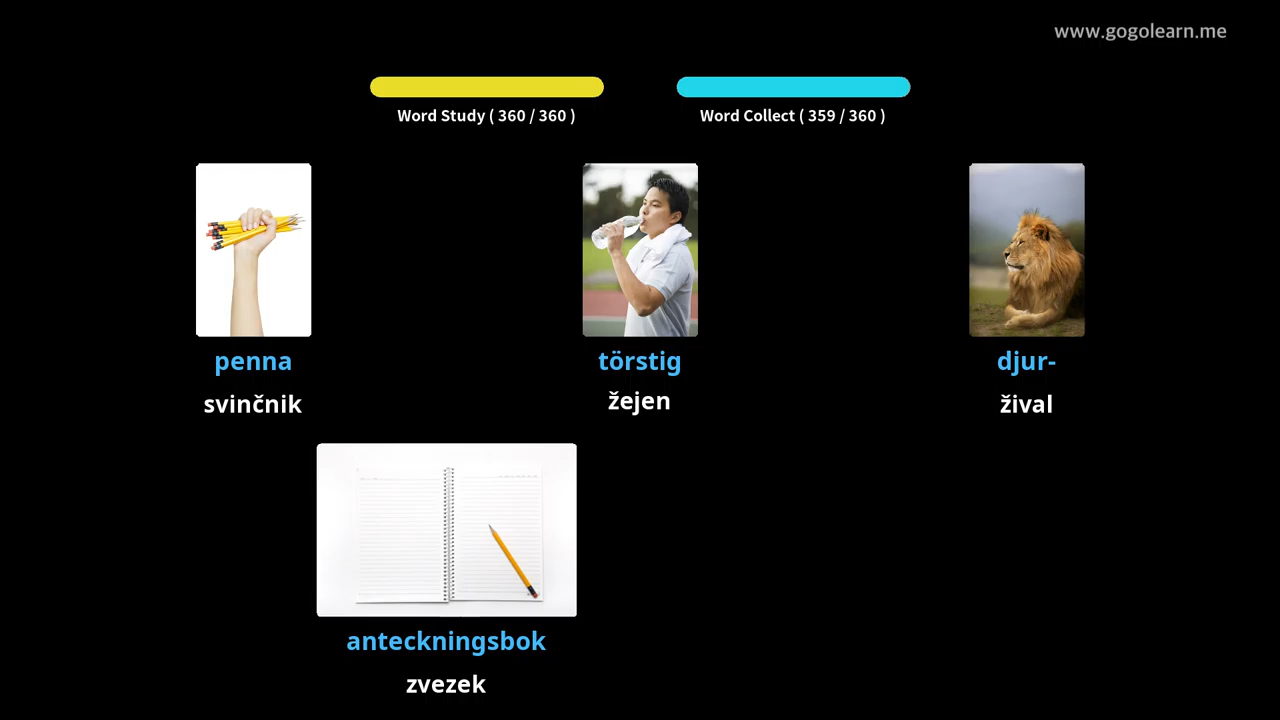 www.gogolearn.me
Word Study ( 360 / 360 )
Word Collect ( 359 / 360 )
penna
törstig
djur-
svinčnik
žejen
žival
anteckningsbok
zvezek